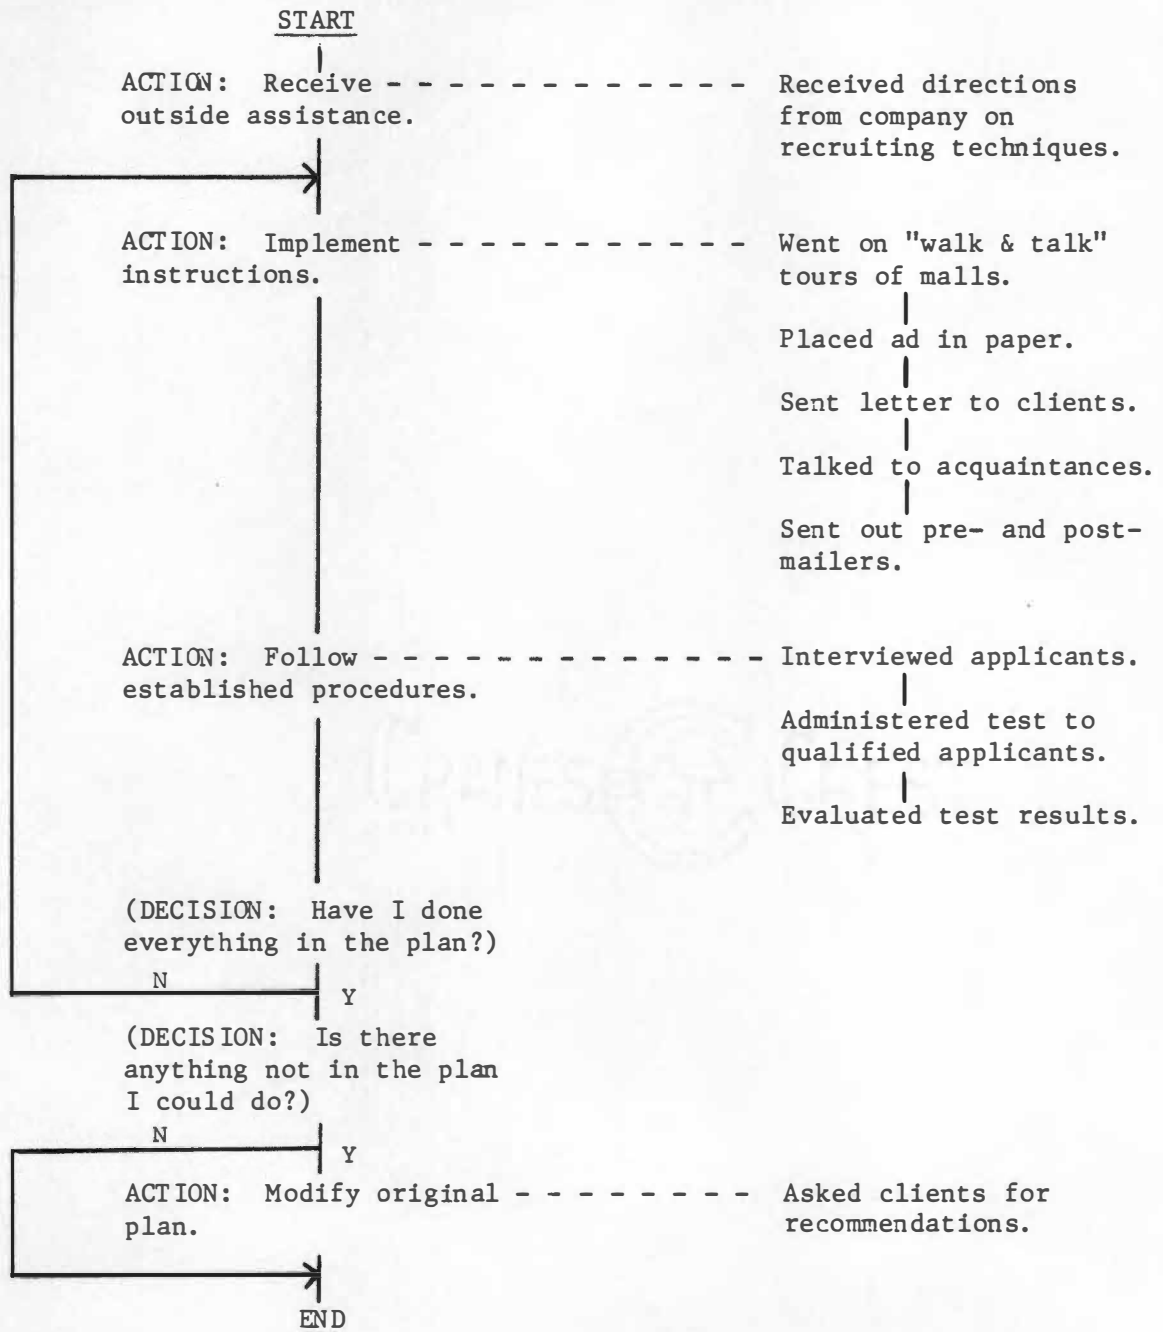 START
ACTION: Receive - - - - - - - - - - - - Received directions
outside assistance. from company on
recruiting techniques.
ACTION: Implement - - - - - - - - - - - Went on "walk & talk"
instructions. tours of malls.
Placed ad in paper.
Sent letter to clients.
Talked to acquaintances.
Sent out pre- and post-
mailers.
ACTION: Follow - - - - - - - - - - - - - Interviewed applicants.
established procedures.
Administered test to
qualified applicants.
Evaluated test results.
(DECISION: Have I done
everything in the plan?)
N Y
(DECISION: Is there
anything not in the plan
I could do?)
N Y
ACTION: Modify original - - - - - - - Asked clients for
plan. recommendations.
END